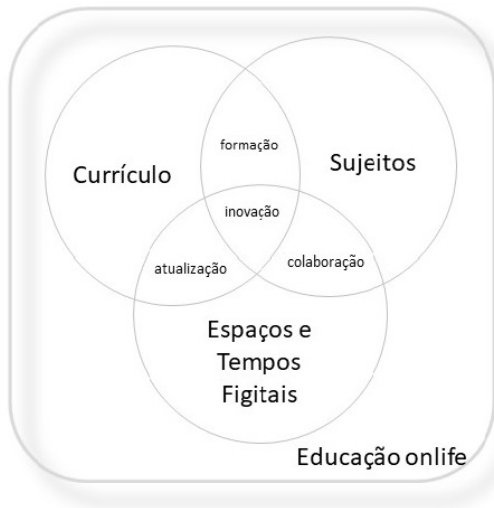 formação
Currículo
Sujeitos
inovação
atualização
colaboração
Espaços e
Tempos
Figitais
Educação onlife